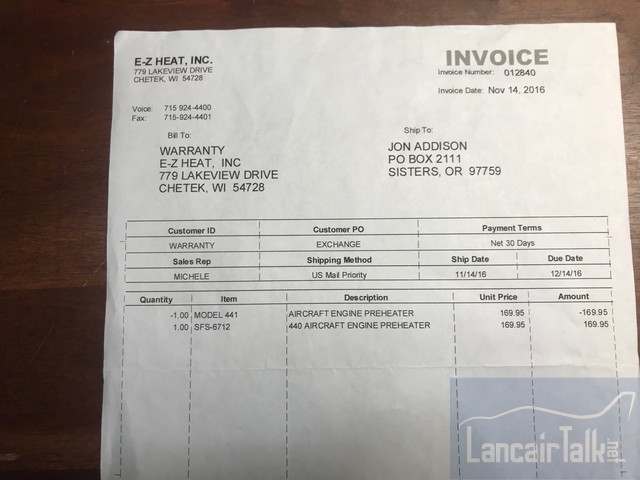 E-Z HEAT, INC.
779 LAKEVIEW DRIVE
CHETEK, WI 54728
INVOICE
Invoice Number: 012840
Invoice Date: Nov 14, 2016
Voice: 715 924-4400
Fax: 715-924-4401
Bill To:
WARRANTY
E-Z HEAT, INC
779 LAKEVIEW DRIVE
CHETEK, WI 54728
Ship To:
JON ADDISON
PO BOX 2111
SISTERS, OR 97759
Customer ID Customer PO Payment Terms
WARRANTY EXCHANGE Net 30 Days
Sales Rep Shipping Method Ship Date Due Date
MICHELE US Mail Priority 11/14/16 12/14/16
Quantity Item Description Unit Price Amount
-1.00 MODEL 441 AIRCRAFT ENGINE PREHEATER 169.95 -169.95
1.00 SFS-6712 440 AIRCRAFT ENGINE PREHEATER 169.95 169.95
LancairTalk.net